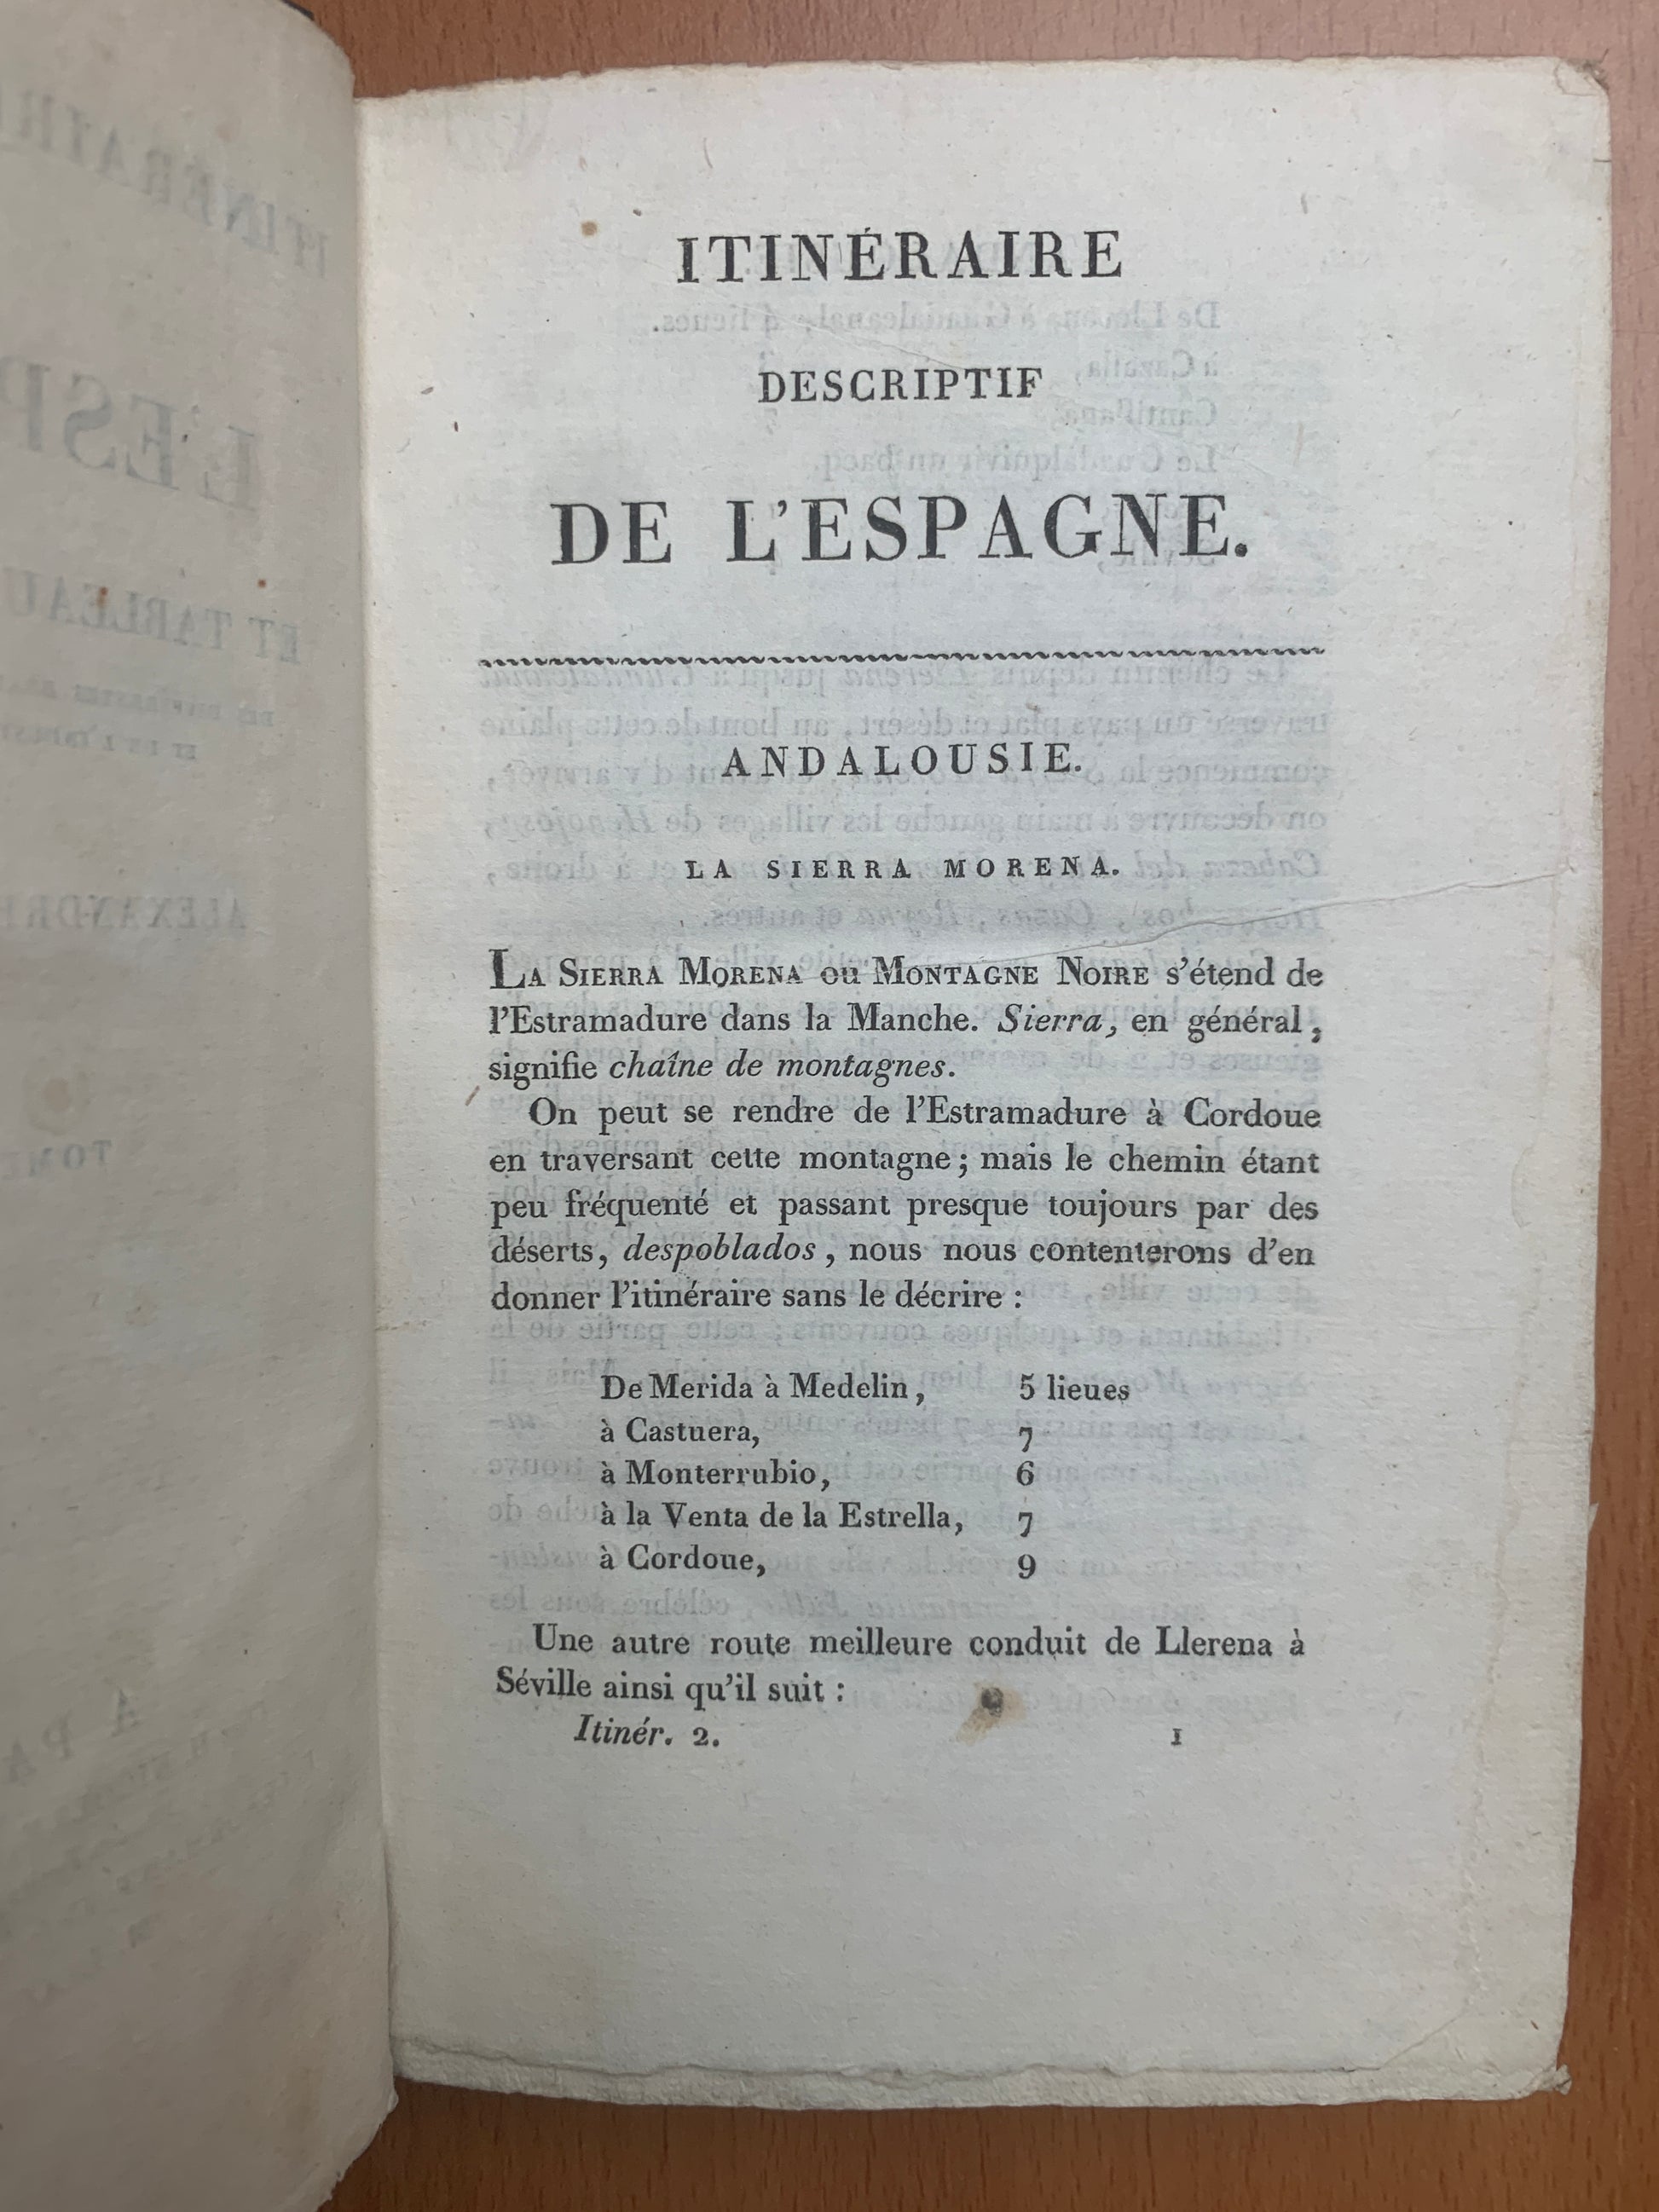 ITINÉRAIRE
DESCRIPTIF
DE L'ESPAGNE.
ANDALOUSIE.
LA SIERRA MORENA.
LA SIERRA MORENA ou MONTAGNE NOIRE s'étend de
l'Estramadure dans la Manche. Sierra, en général,
signifie chaîne de montagnes.
On peut se rendre de l'Estramadure à Cordoue
en traversant cette montagne; mais le chemin étant
peu fréquenté et passant presque toujours par des
déserts, despoblados, nous nous contenterons d'en
donner l'itinéraire sans le décrire :
De Merida à Medelin, 5 lieues
à Castuera, 7
à Monterrubio, 6
à la Venta de la Estrella, 7
à Cordoue, 9
Une autre route meilleure conduit de Llerena à
Séville ainsi qu'il suit :
Itinér. 2. 1